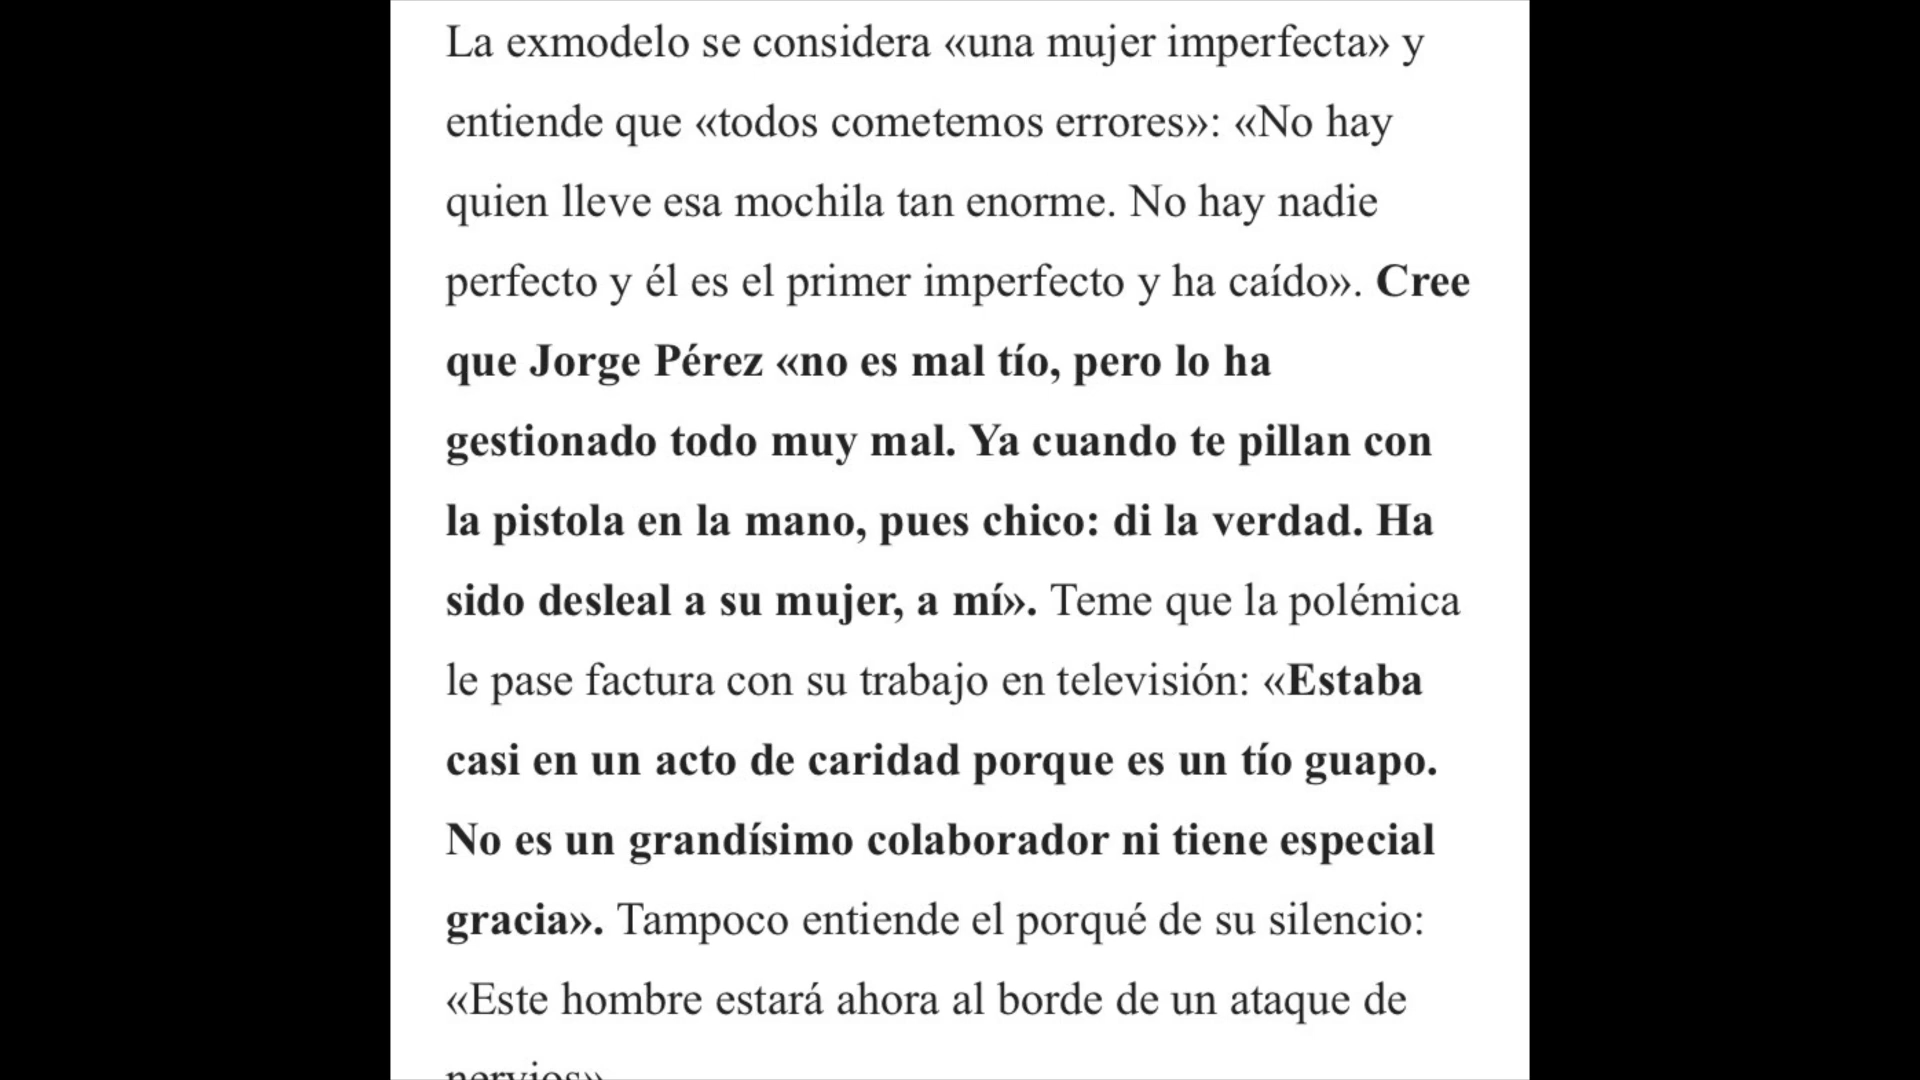 La exmodelo se considera «una mujer imperfecta» y
entiende que «todos cometemos errores»: «No hay
quien lleve esa mochila tan enorme. No hay nadie
perfecto y él es el primer imperfecto y ha caído». Cree
que Jorge Pérez «no es mal tío, pero lo ha
gestionado todo muy mal. Ya cuando te pillan con
la pistola en la mano, pues chico: di la verdad. Ha
sido desleal a su mujer, a mí». Teme que la polémica
le pase factura con su trabajo en televisión: «Estaba
casi en un acto de caridad porque es un tío guapo.
No es un grandísimo colaborador ni tiene especial
gracia». Tampoco entiende el porqué de su silencio:
«Este hombre estará ahora al borde de un ataque de
nervios»